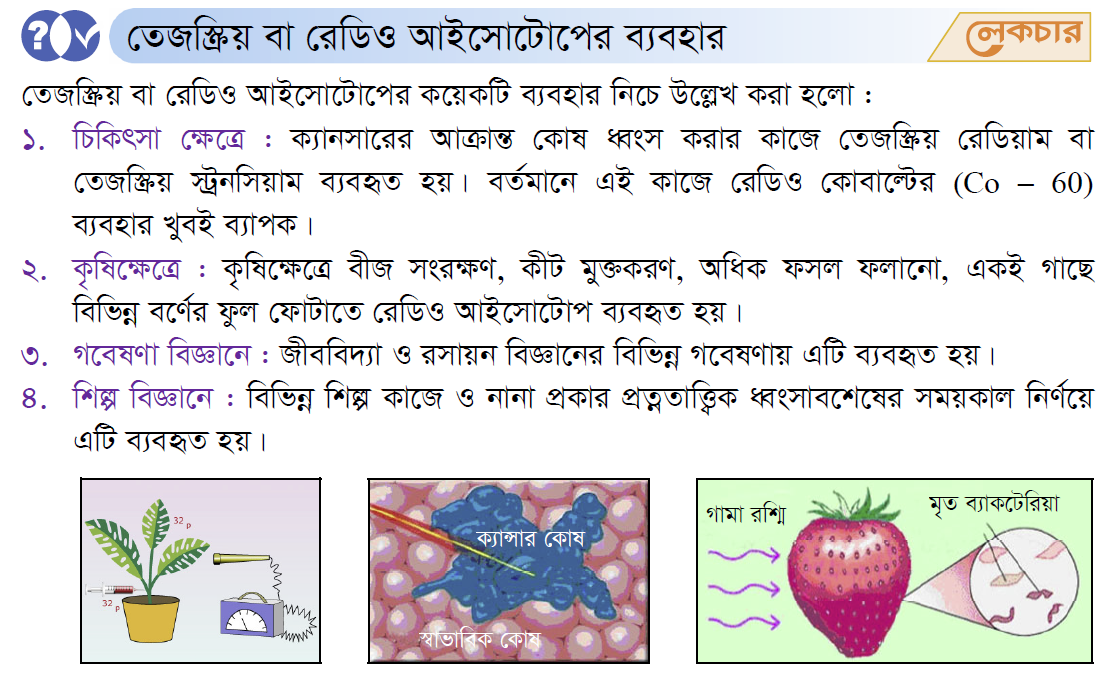 তেজস্ক্রিয় বা রেডিও আইসোটোপের ব্যবহার
লেকচার
তেজস্ক্রিয় বা রেডিও আইসোটোপের কয়েকটি ব্যবহার নিচে উল্লেখ করা হলো :
১. চিকিৎসা ক্ষেত্রে : ক্যানসারের আক্রান্ত কোষ ধ্বংস করার কাজে তেজস্ক্রিয় রেডিয়াম বা
তেজস্ক্রিয় স্ট্রনসিয়াম ব্যবহৃত হয়। বর্তমানে এই কাজে রেডিও কোবাল্টের (Co – 60)
ব্যবহার খুবই ব্যাপক।
২. কৃষিক্ষেত্রে : কৃষিক্ষেত্রে বীজ সংরক্ষণ, কীট মুক্তকরণ, অধিক ফসল ফলানো, একই গাছে
বিভিন্ন বর্ণের ফুল ফোটাতে রেডিও আইসোটোপ ব্যবহৃত হয়।
৩. গবেষণা বিজ্ঞানে : জীববিদ্যা ও রসায়ন বিজ্ঞানের বিভিন্ন গবেষণায় এটি ব্যবহৃত হয়।
৪. শিল্প বিজ্ঞানে : বিভিন্ন শিল্প কাজে ও নানা প্রকার প্রত্নতাত্ত্বিক ধ্বংসাবশেষের সময়কাল নির্ণয়ে
এটি ব্যবহৃত হয়।
32 p
32 p
ক্যান্সার কোষ
স্বাভাবিক কোষ
গামা রশ্মি
মৃত ব্যাকটেরিয়া